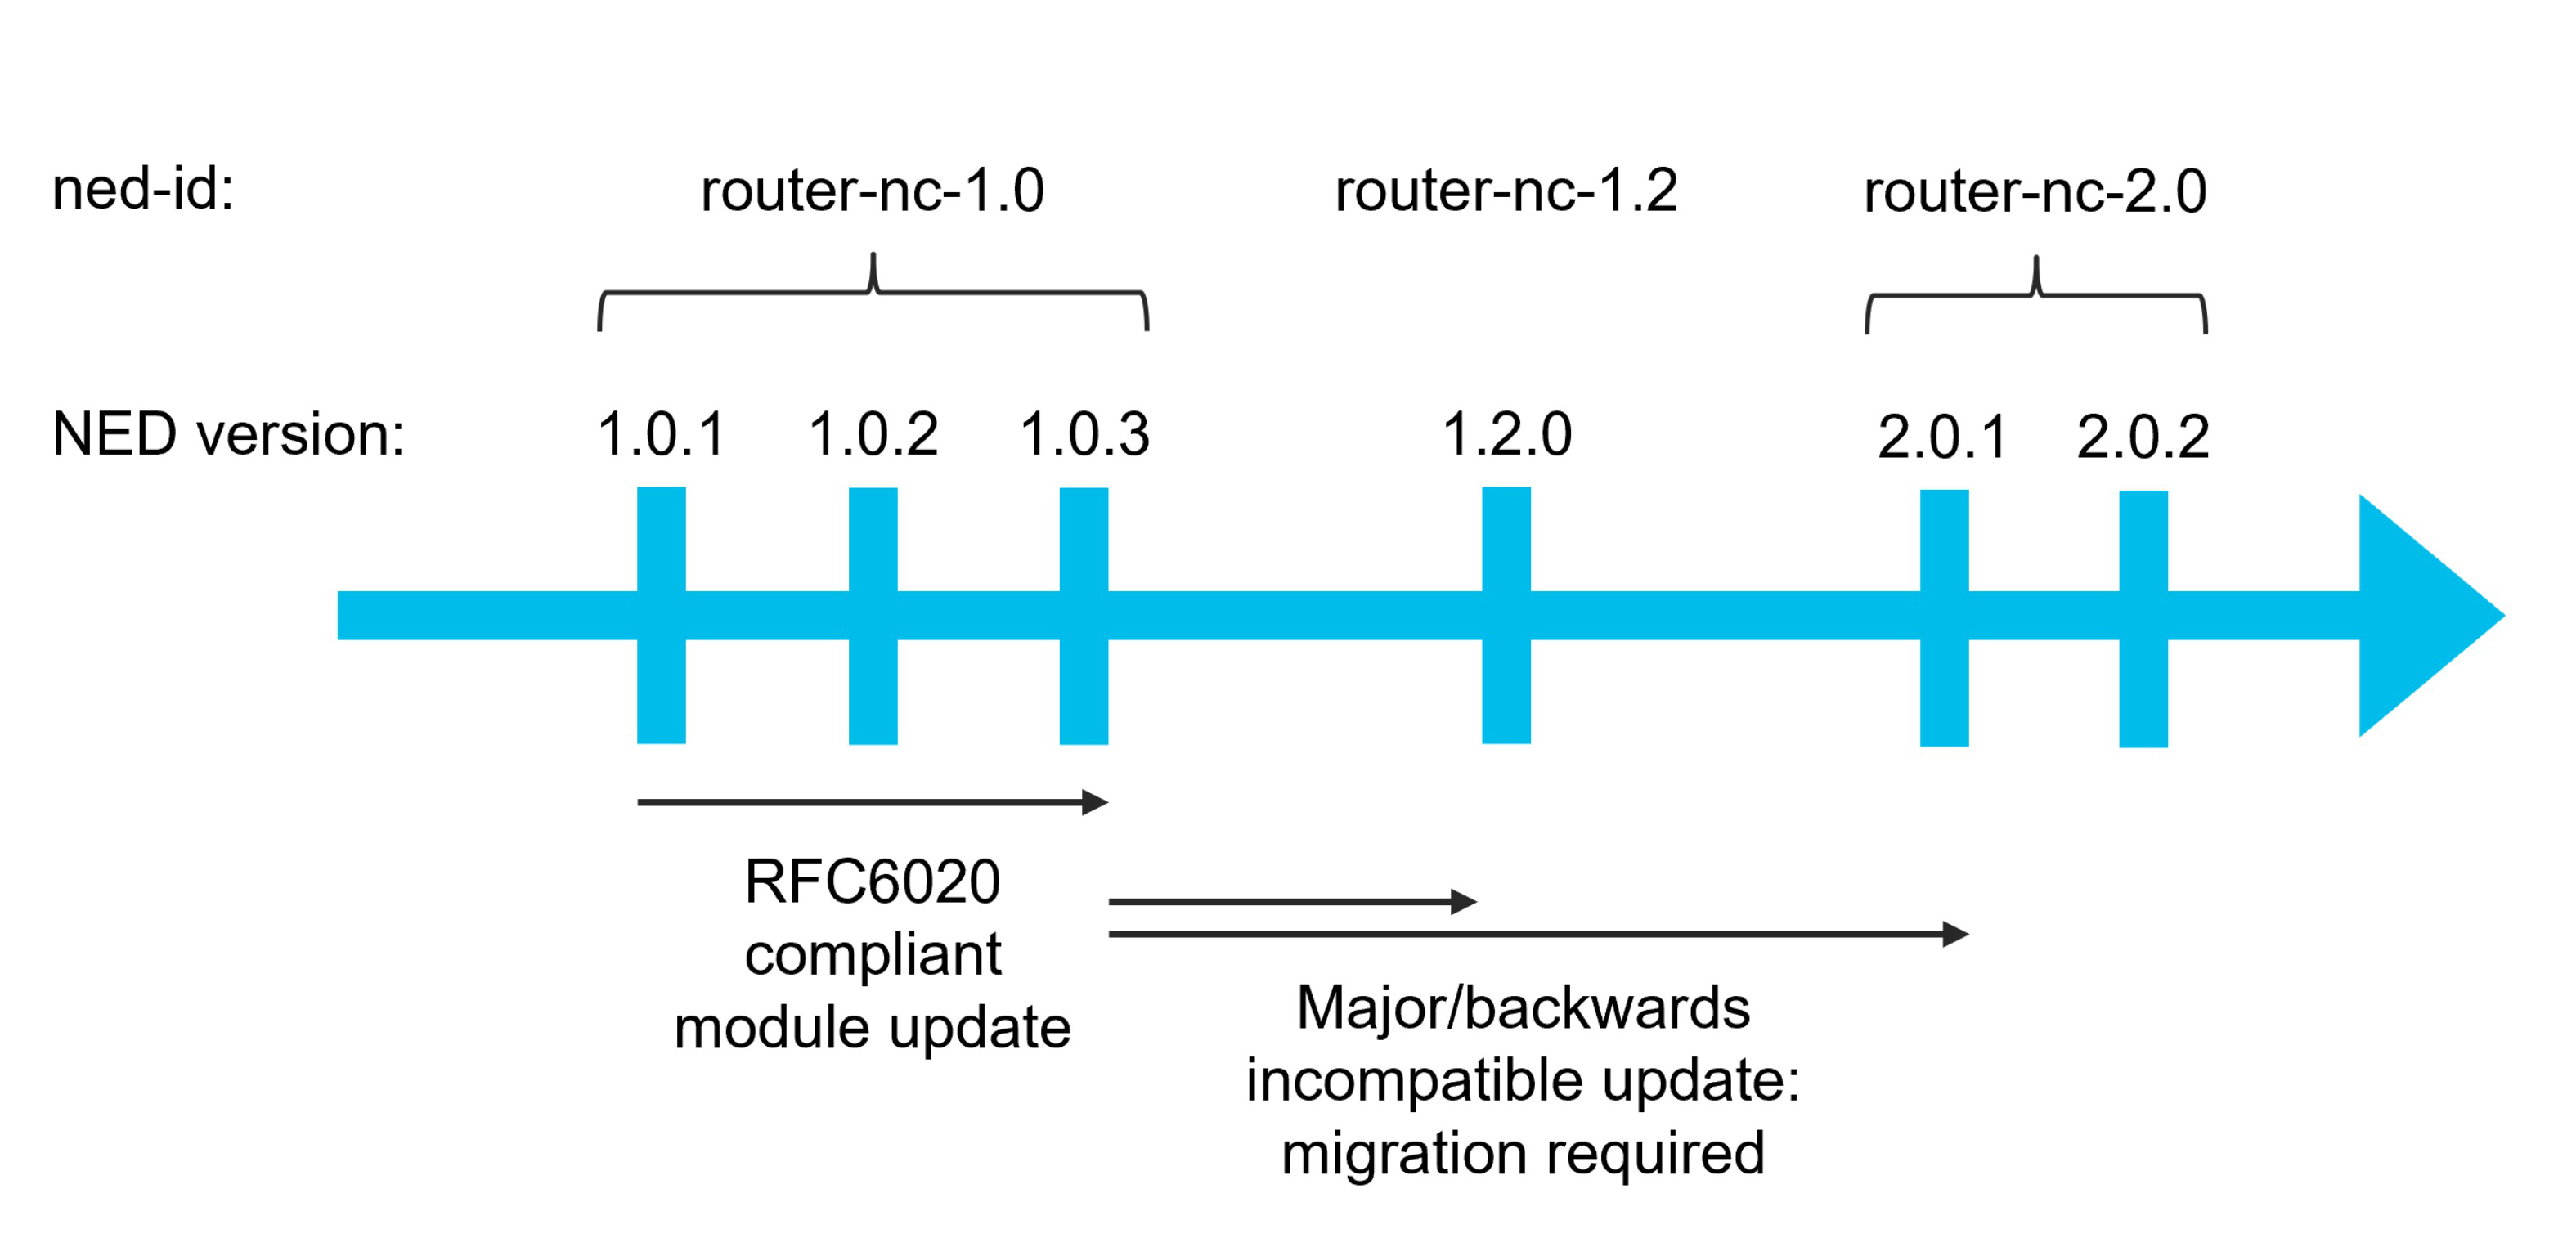 ned-id:
router-nc-1.0
router-nc-1.2
router-nc-2.0
NED version:
1.0.1
1.0.2
1.0.3
1.2.0
2.0.1
2.0.2
RFC6020
compliant
module update
Major/backwards
incompatible update:
migration required